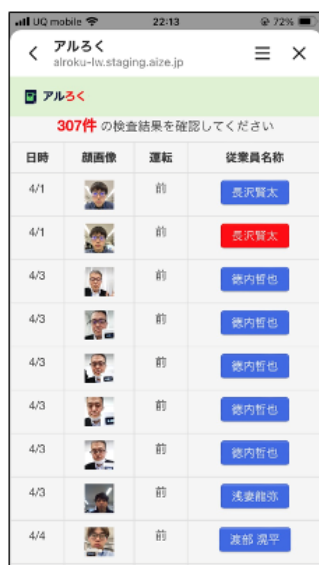 UQ mobile 22:13 72%
アルろく
alroku-lw.staging.aize.jp
アルろく
307件 の検査結果を確認してください
日時 顔画像 運転 従業員名称
4/1 前 長沢賢太
4/1 前 長沢賢太
4/3 前 徳内哲也
4/3 前 徳内哲也
4/3 前 徳内哲也
4/3 前 徳内哲也
4/3 前 徳内哲也
4/3 前 浅妻龍弥
4/4 前 渡部 滉平